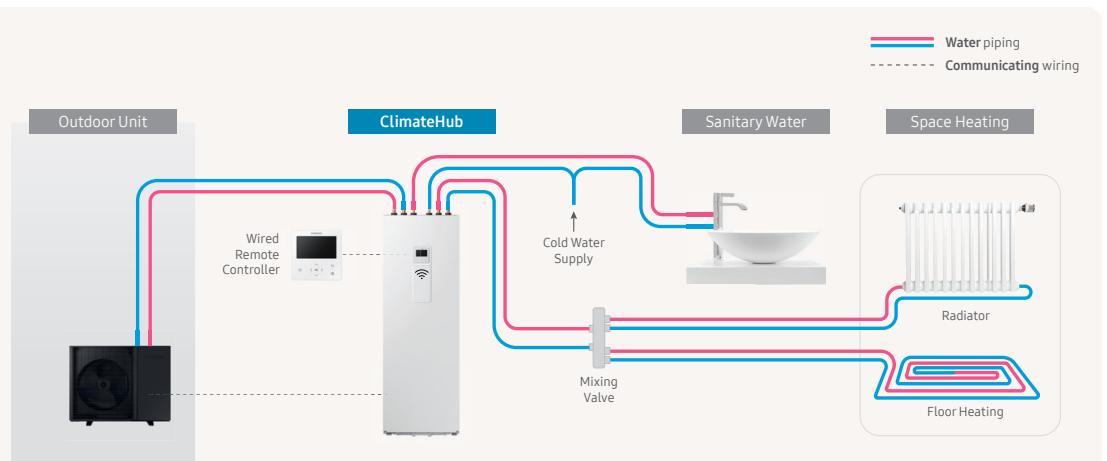 Water piping
Communicating wiring
Outdoor Unit
ClimateHub
Sanitary Water
Space Heating
Wired
Remote
Controller
Cold Water
Supply
Radiator
Mixing
Valve
Floor Heating